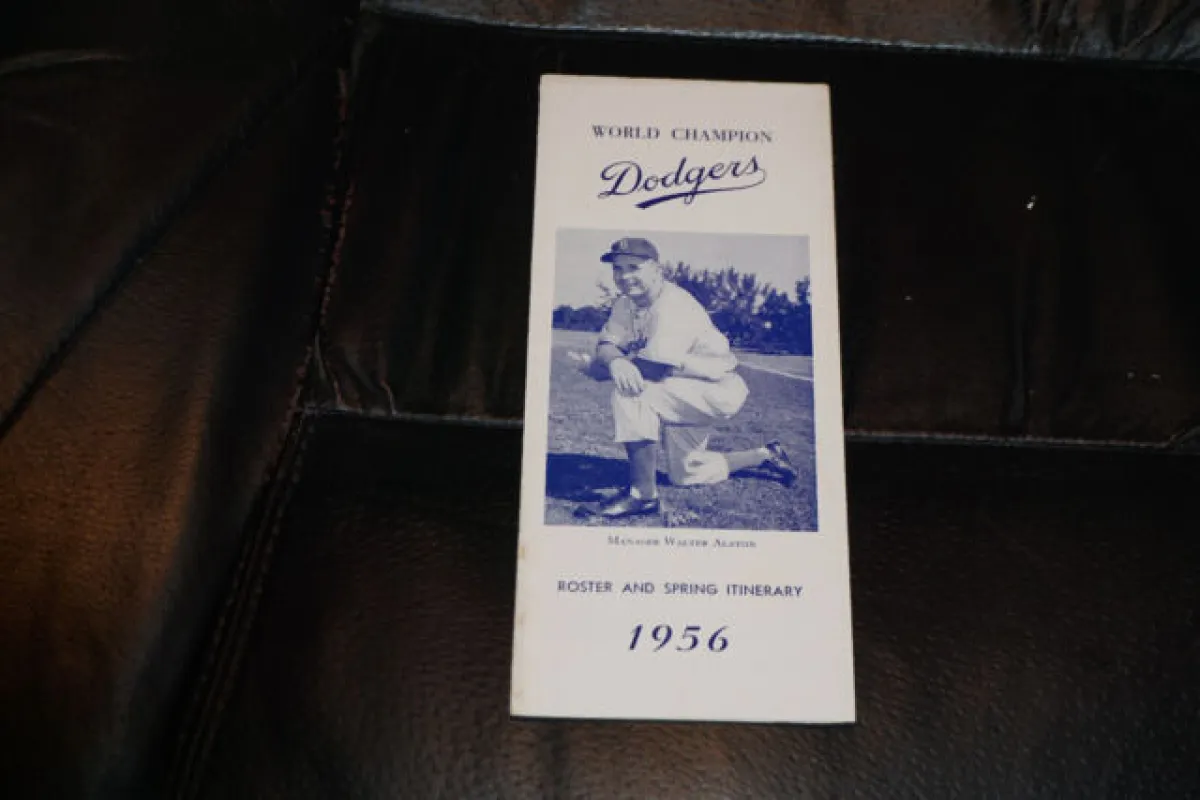 WORLD CHAMPION
Dodgers
MANAGER WALTER ALSTON
ROSTER AND SPRING ITINERARY
1956